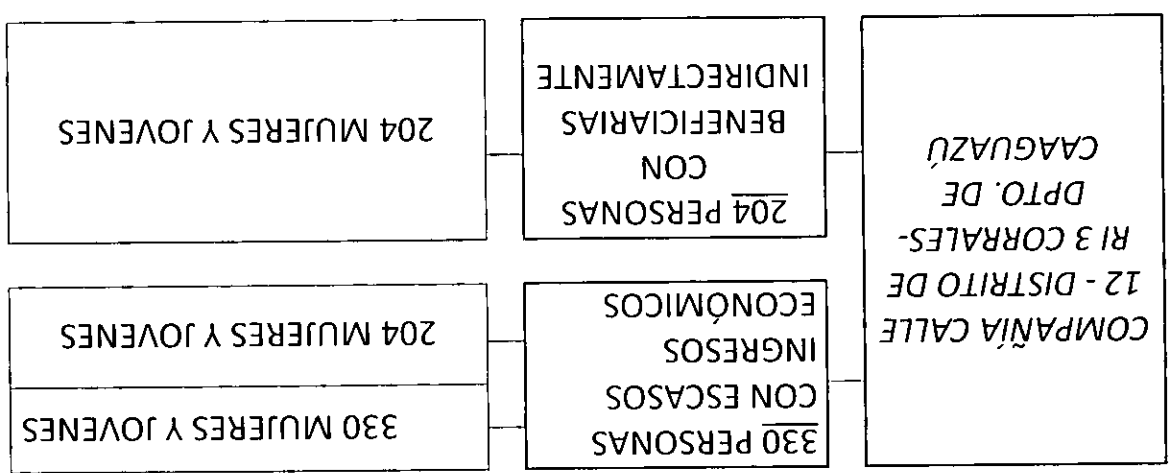 COMPAÑÍA CALLE
12 - DISTRITO DE
RI 3 CORRALES-
DPTO. DE
CAAGUAZÚ
330 PERSONAS
CON ESCASOS
INGRESOS
ECONÓMICOS
330 MUJERES Y JOVENES
204 MUJERES Y JOVENES
204 PERSONAS
CON
BENEFICIARIAS
INDIRECTAMENTE
204 MUJERES Y JOVENES